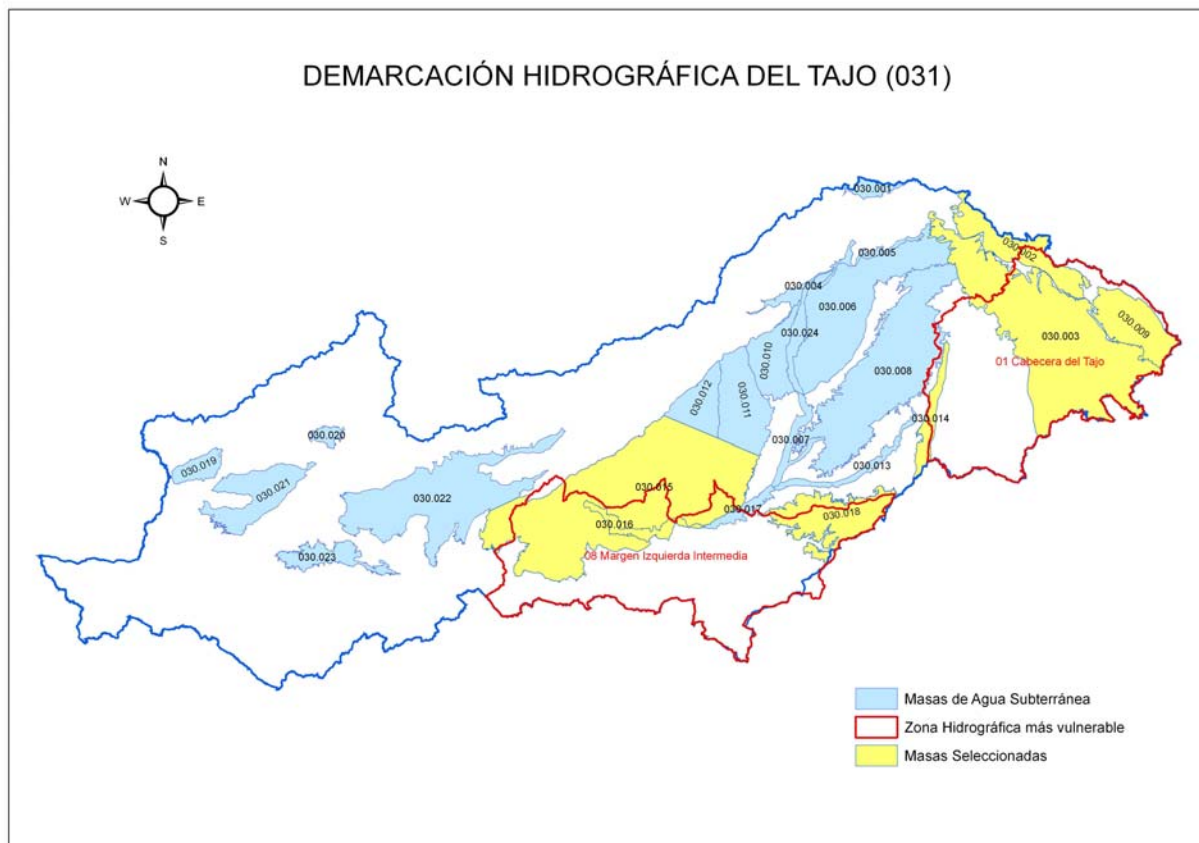 DEMARCACIÓN HIDROGRÁFICA DEL TAJO (031)
N
W
E
S
030.001
030.002
030.005
030.004
030.006
030.009
030.024
030.003
030.010
01 Cabecera del Tajo
030.008
030.012
030.011
030.014
030.020
030.007
030.019
030.013
030.021
030.015
030.022
030.017
030.018
030.016
030.023
08 Margen Izquierda Intermedia
Masas de Agua Subterránea
Zona Hidrográfica más vulnerable
Masas Seleccionadas